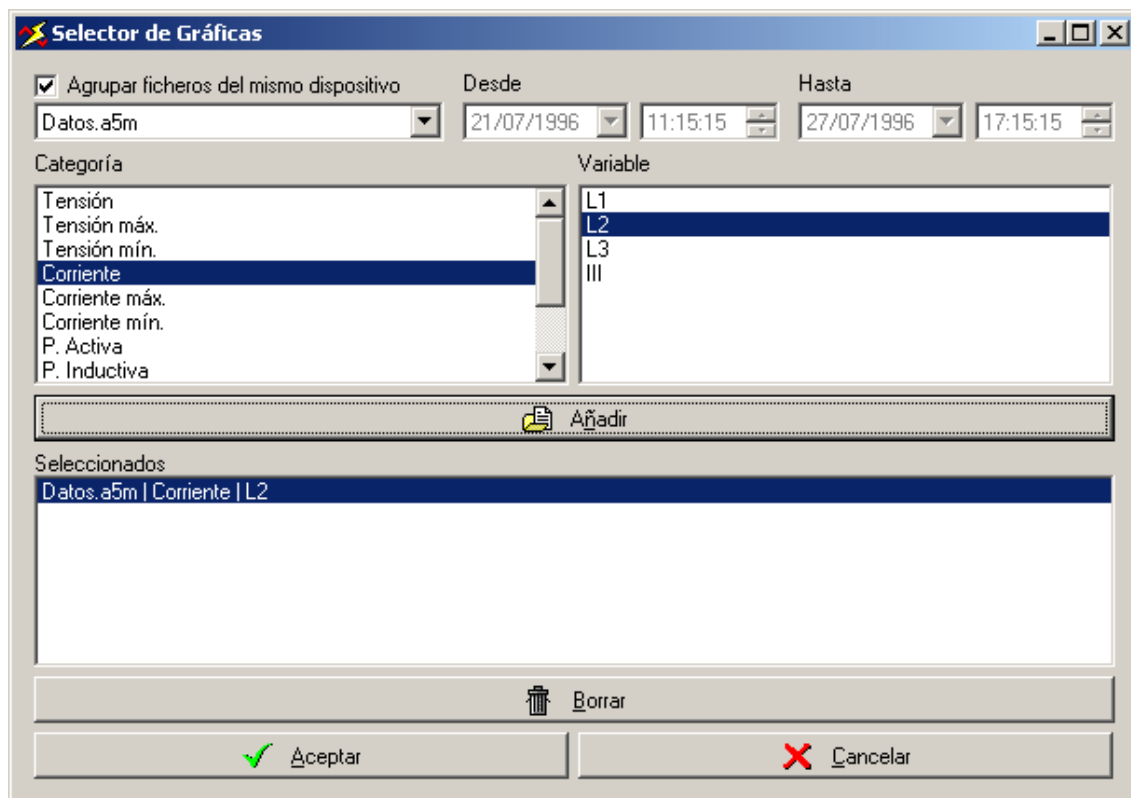 Selector de Gráficas
Agrupar ficheros del mismo dispositivo
Desde
Hasta
Datos.a5m
21/07/1996
11:15:15
27/07/1996
17:15:15
Categoría
Variable
Tensión
Tensión máx.
Tensión mín.
Corriente
Corriente máx.
Corriente mín.
P. Activa
P. Inductiva
L1
L2
L3
III
Añadir
Seleccionados
Datos.a5m | Corriente | L2
Borrar
Aceptar
Cancelar